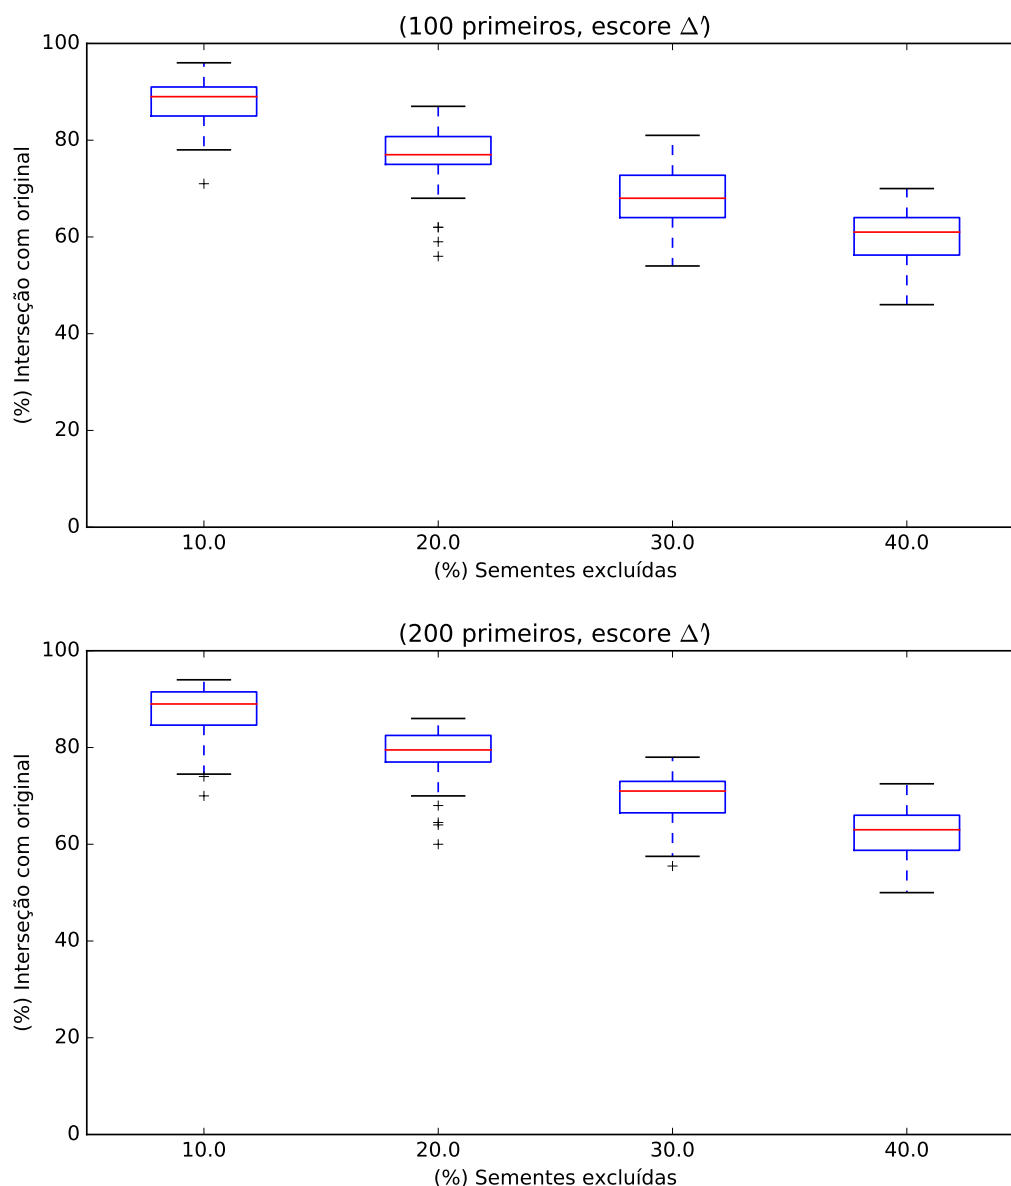 (100 primeiros, escore Δ′)
100
80
60
40
20
0
(%) Interseção com original
10.0 20.0 30.0 40.0
(%) Sementes excluídas
(200 primeiros, escore Δ′)
100
80
60
40
20
0
(%) Interseção com original
10.0 20.0 30.0 40.0
(%) Sementes excluídas